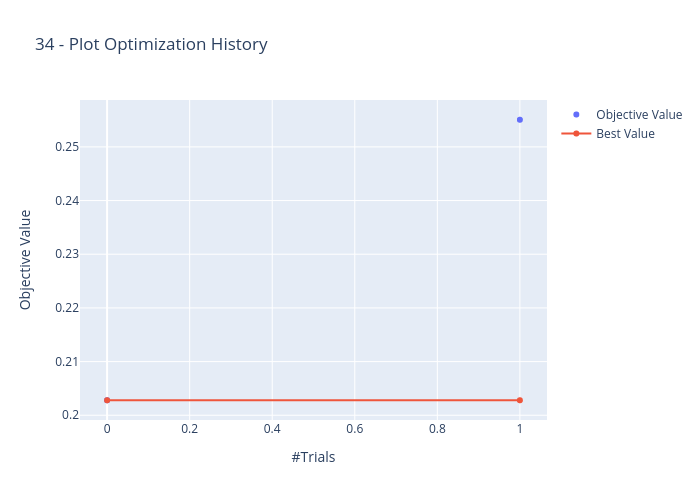 34 - Plot Optimization History
Objective Value
Best Value
0.25
0.24
0.23
0.22
0.21
0.2
Objective Value
0
0.2
0.4
0.6
0.8
1
#Trials